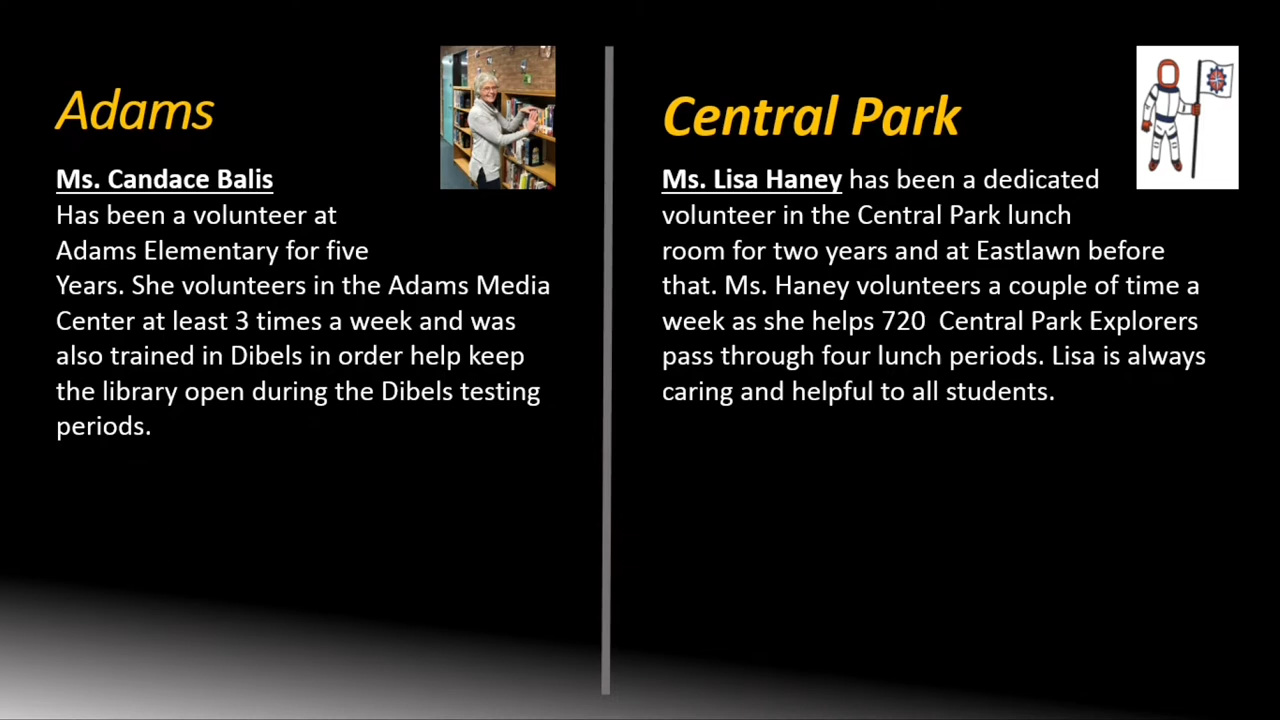 Adams
Ms. Candace Balis
Has been a volunteer at
Adams Elementary for five
Years. She volunteers in the Adams Media
Center at least 3 times a week and was
also trained in Dibels in order help keep
the library open during the Dibels testing
periods.
Central Park
Ms. Lisa Haney has been a dedicated
volunteer in the Central Park lunch
room for two years and at Eastlawn before
that. Ms. Haney volunteers a couple of time a
week as she helps 720  Central Park Explorers
pass through four lunch periods. Lisa is always
caring and helpful to all students.